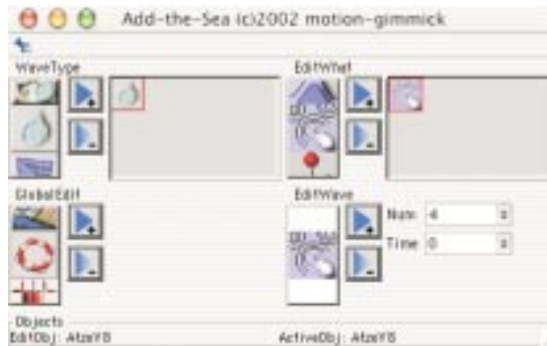 Add-the-Sea (c)2002 motion-gimmick
WaveType
EditWhat
GlobalEdit
EditWave
Num 4
Time 0
Objects
EditObj: AtzeYB
ActiveObj: AtzeYB